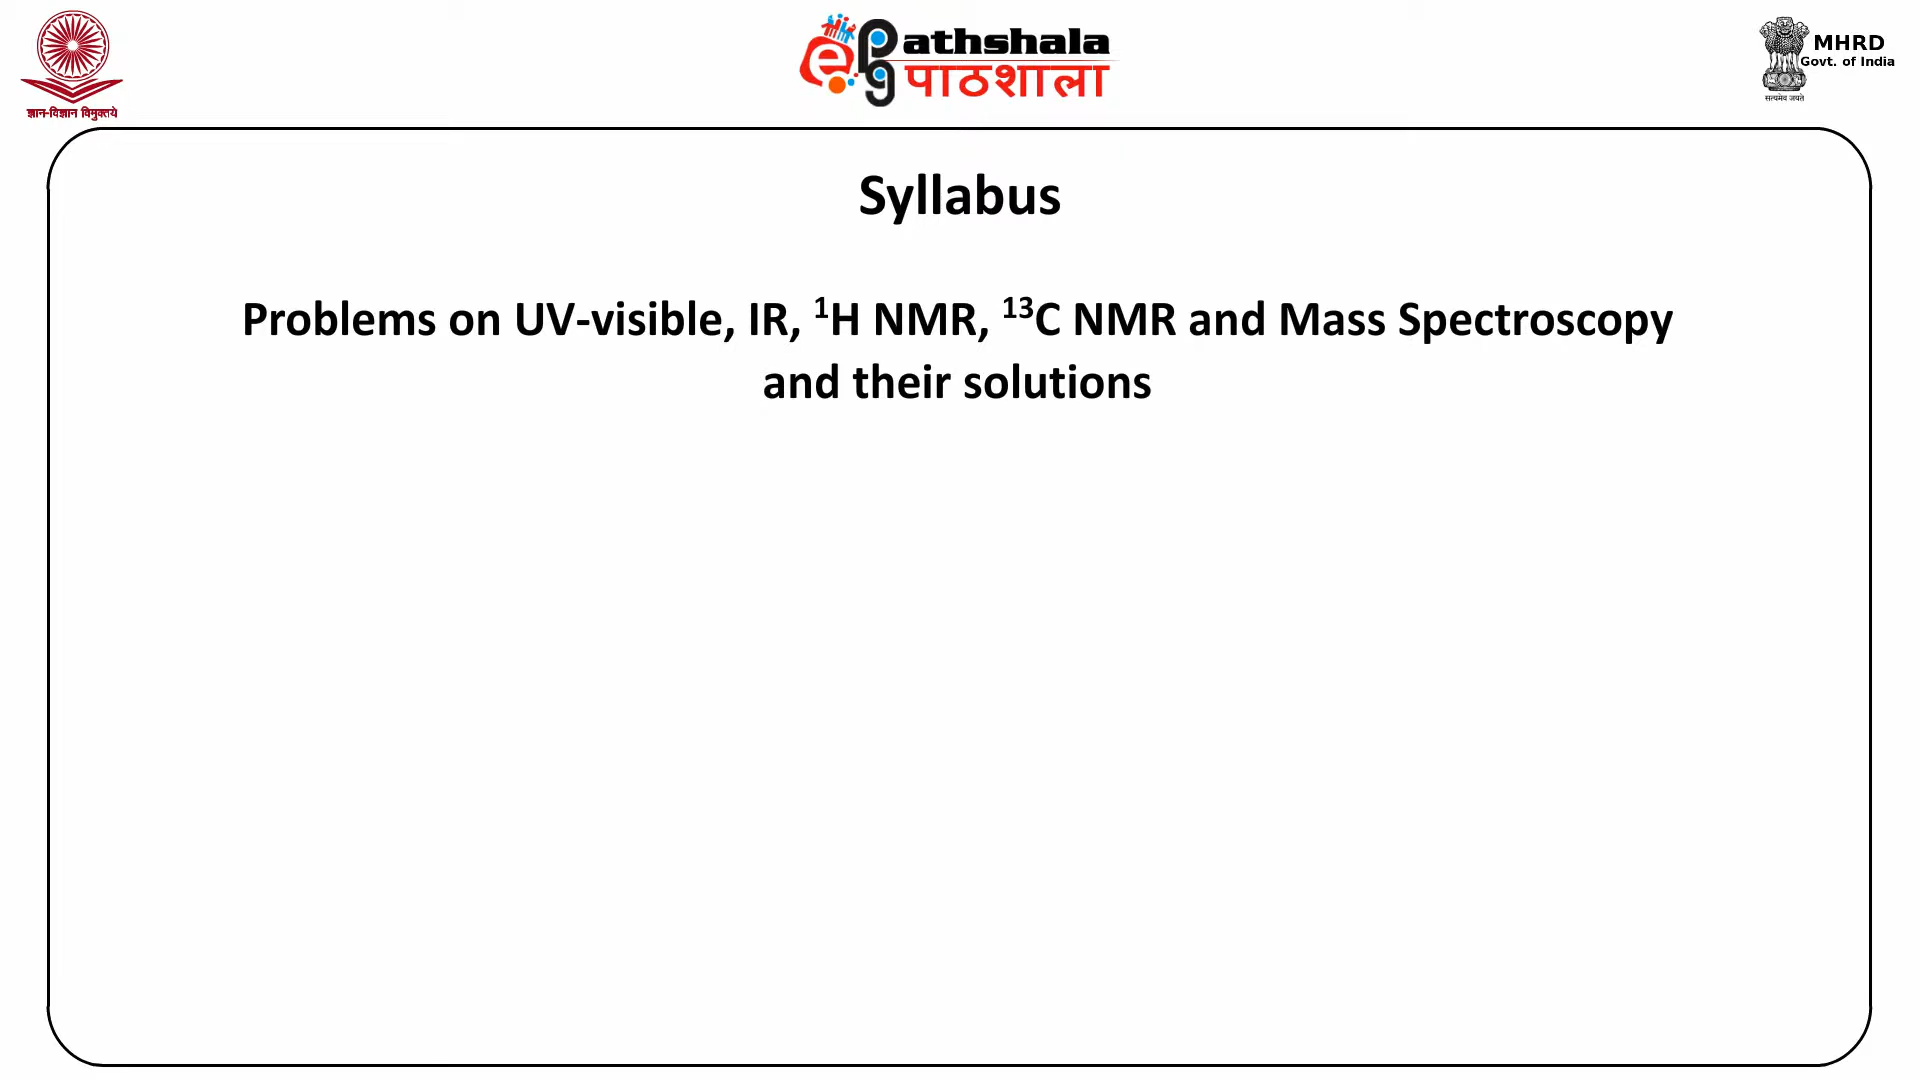 ज्ञान-विज्ञान विमुक्तये
epg
athshala
पाठशाला
MHRD
Govt. of India
सत्यमेव जयते
Syllabus
Problems on UV-visible, IR, ¹H NMR, ¹³C NMR and Mass Spectroscopy
and their solutions